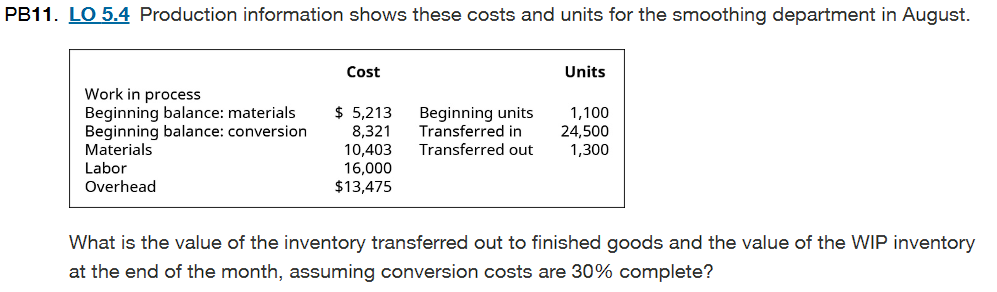 PB11. LO 5.4 Production information shows these costs and units for the smoothing department in August.
Cost Units
Work in process
Beginning balance: materials $ 5,213 Beginning units 1,100
Beginning balance: conversion 8,321 Transferred in 24,500
Materials 10,403 Transferred out 1,300
Labor 16,000
Overhead $13,475
What is the value of the inventory transferred out to finished goods and the value of the WIP inventory
at the end of the month, assuming conversion costs are 30% complete?